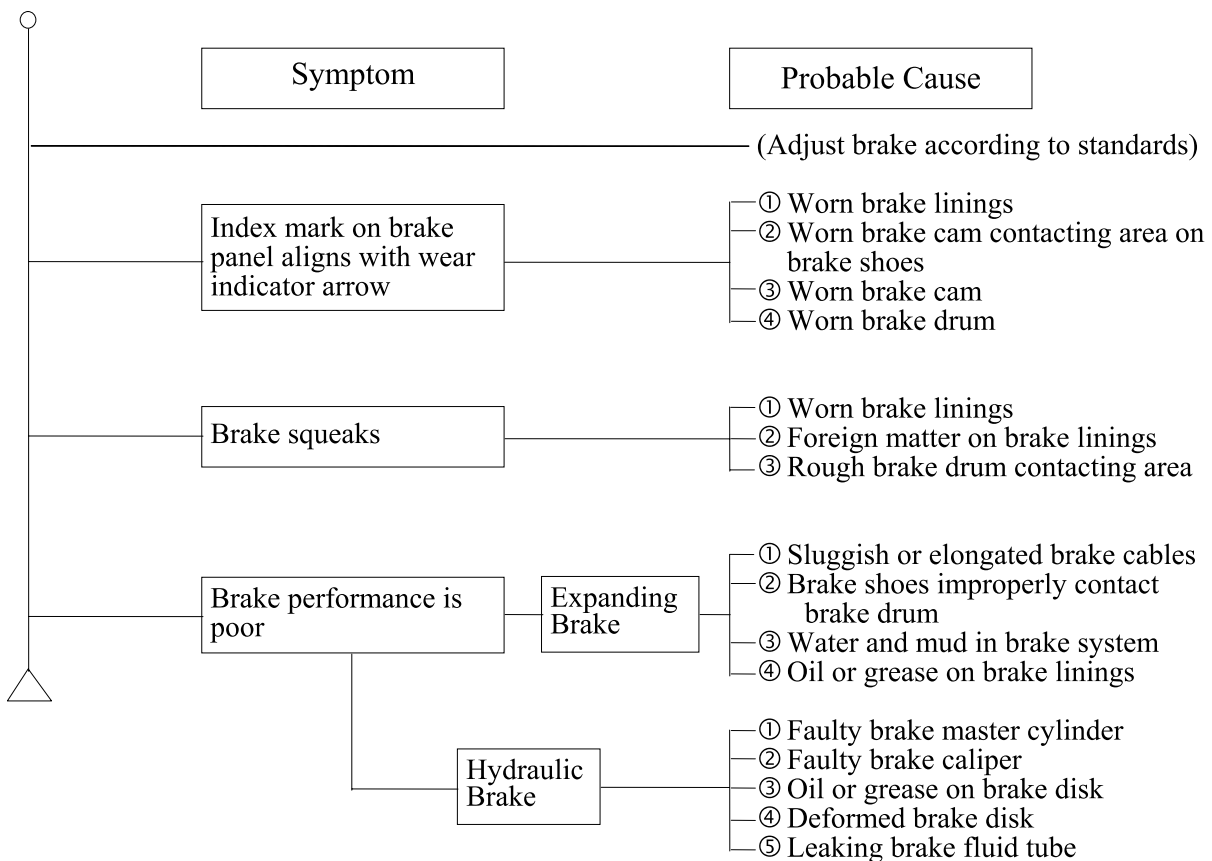 Symptom
Probable Cause
(Adjust brake according to standards)
Index mark on brake
panel aligns with wear
indicator arrow
① Worn brake linings
② Worn brake cam contacting area on
brake shoes
③ Worn brake cam
④ Worn brake drum
Brake squeaks
① Worn brake linings
② Foreign matter on brake linings
③ Rough brake drum contacting area
Brake performance is
poor
Expanding
Brake
① Sluggish or elongated brake cables
② Brake shoes improperly contact
brake drum
③ Water and mud in brake system
④ Oil or grease on brake linings
Hydraulic
Brake
① Faulty brake master cylinder
② Faulty brake caliper
③ Oil or grease on brake disk
④ Deformed brake disk
⑤ Leaking brake fluid tube